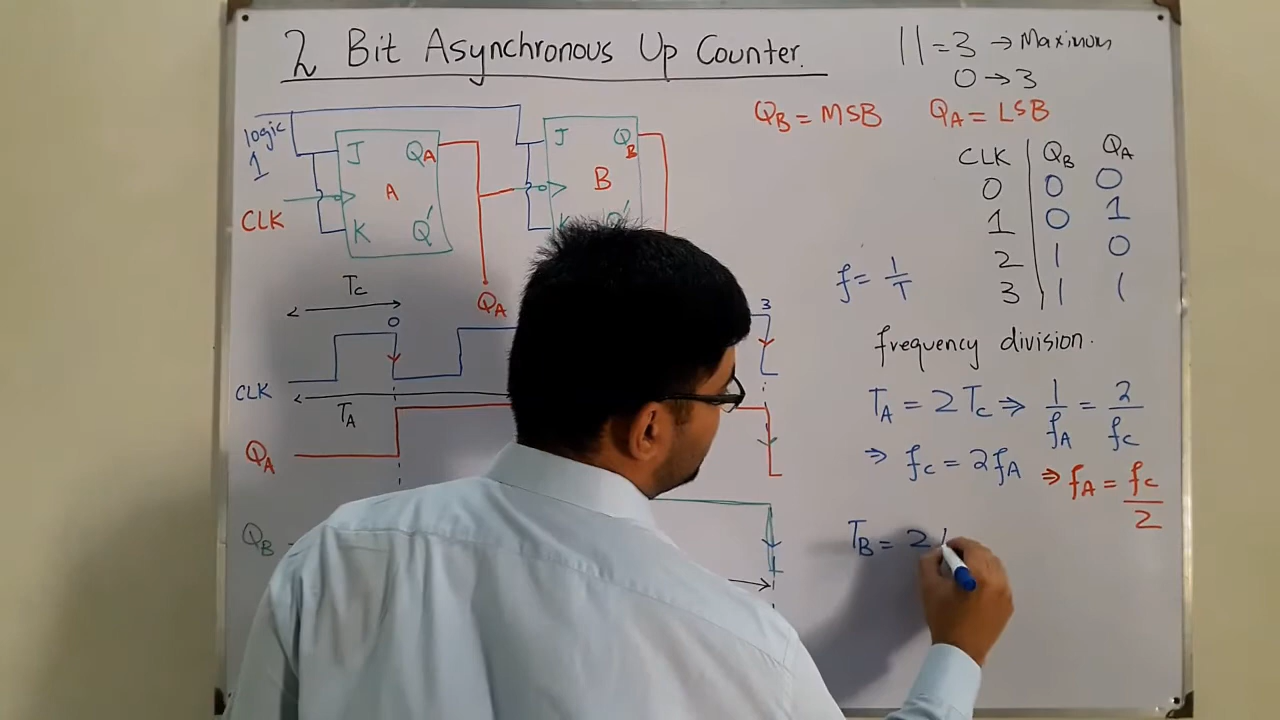 2 Bit Asynchronous Up Counter.
11 = 3 → Maximum
0 → 3
QB = MSB QA = LSB
logic
1
CLK
J QA
A
K Q'
J QB
B
K Q'
QA
CLK QB QA
0 0 0
1 0 1
2 1 0
3 1 1
f = 1/T
frequency division.
TA = 2Tc ⇒ 1/fA = 2/fc
⇒ fc = 2fA ⇒ fA = fc/2
TB = 2
Tc
0 3
CLK
TA
QA
QB